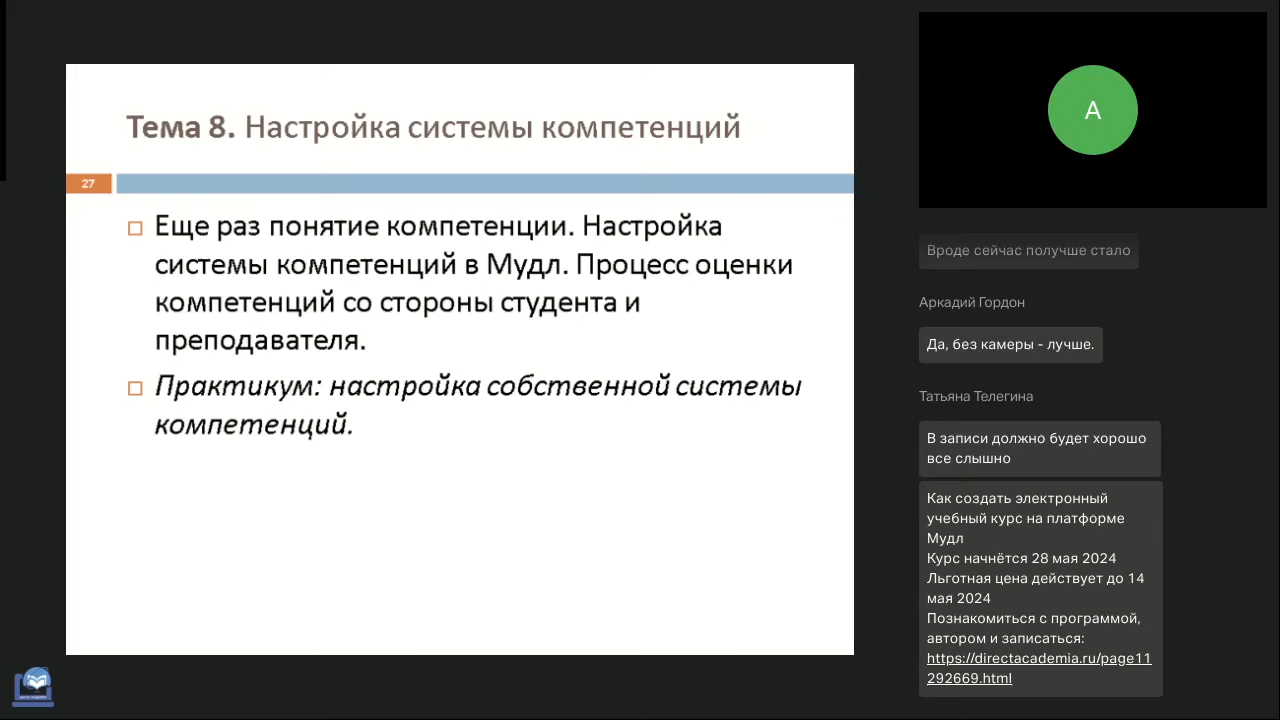 Тема 8. Настройка системы компетенций
27
Еще раз понятие компетенции. Настройка
системы компетенций в Мудл. Процесс оценки
компетенций со стороны студента и
преподавателя.
Практикум: настройка собственной системы
компетенций.
А
Вроде сейчас получше стало
Аркадий Гордон
Да, без камеры - лучше.
Татьяна Телегина
В записи должно будет хорошо
все слышно
Как создать электронный
учебный курс на платформе
Мудл
Курс начнётся 28 мая 2024
Льготная цена действует до 14
мая 2024
Познакомиться с программой,
автором и записаться:
https://directacademia.ru/page11
292669.html